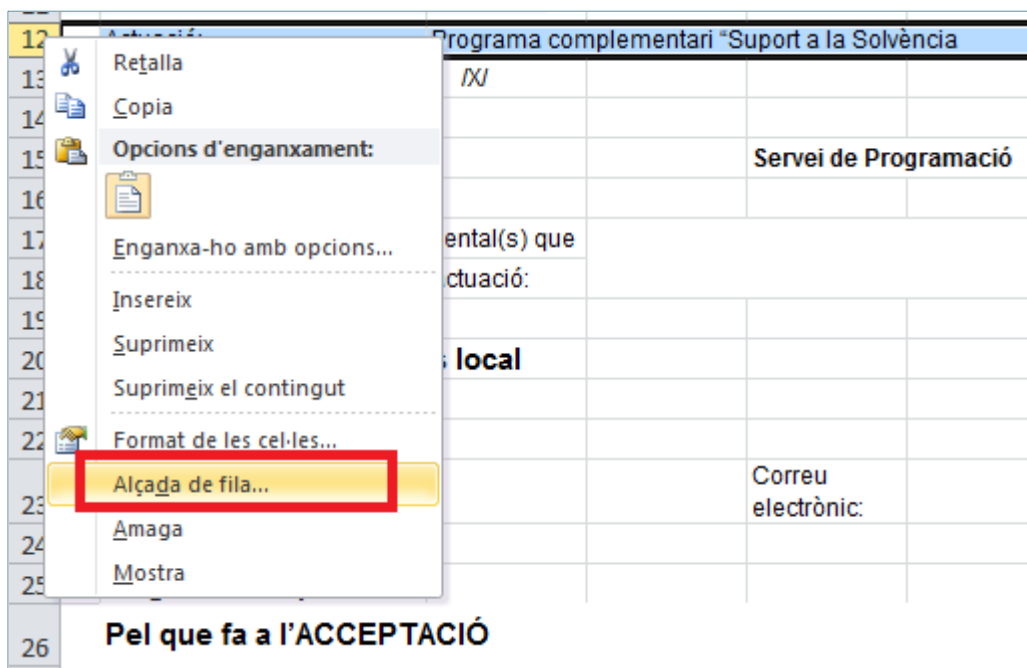 12 Actuació: Programa complementari “Suport a la Solvència
Retalla
13 /X/
Copia
14
Opcions d'enganxament:
15 Servei de Programació
16
17 ental(s) que
Enganxa-ho amb opcions...
18 ctuació:
Insereix
19
Suprimeix
20 local
Suprimeix el contingut
21
22 Format de les cel·les...
Alçada de fila...
Correu
23 electrònic:
Amaga
24
Mostra
25
26 Pel que fa a l’ACCEPTACIÓ